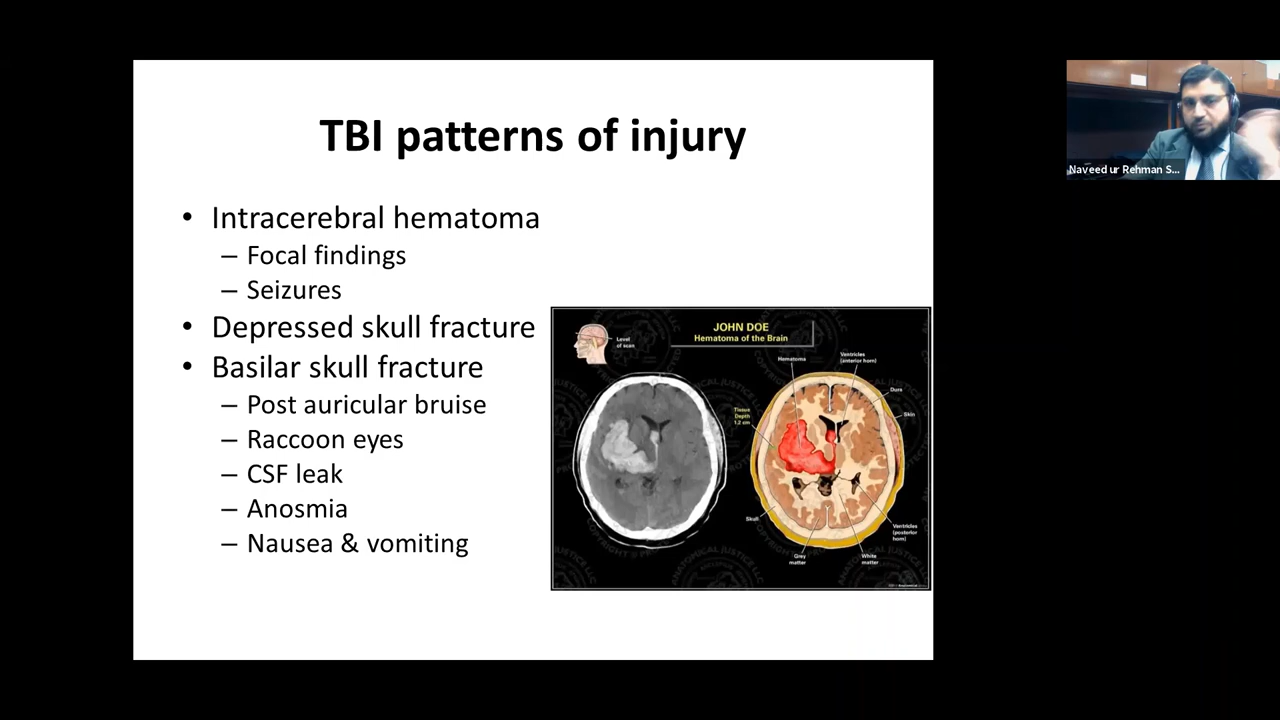 TBI patterns of injury
• Intracerebral hematoma
– Focal findings
– Seizures
• Depressed skull fracture
• Basilar skull fracture
– Post auricular bruise
– Raccoon eyes
– CSF leak
– Anosmia
– Nausea & vomiting
JOHN DOE
Hematoma of the Brain
Level
of scan
Hematoma
Ventricles
(anterior horn)
Dura
Skin
Tissue
Depth
1.2 cm
Skull
Grey
matter
White
matter
Ventricles
(posterior
horn)
Naveed ur Rehman S...